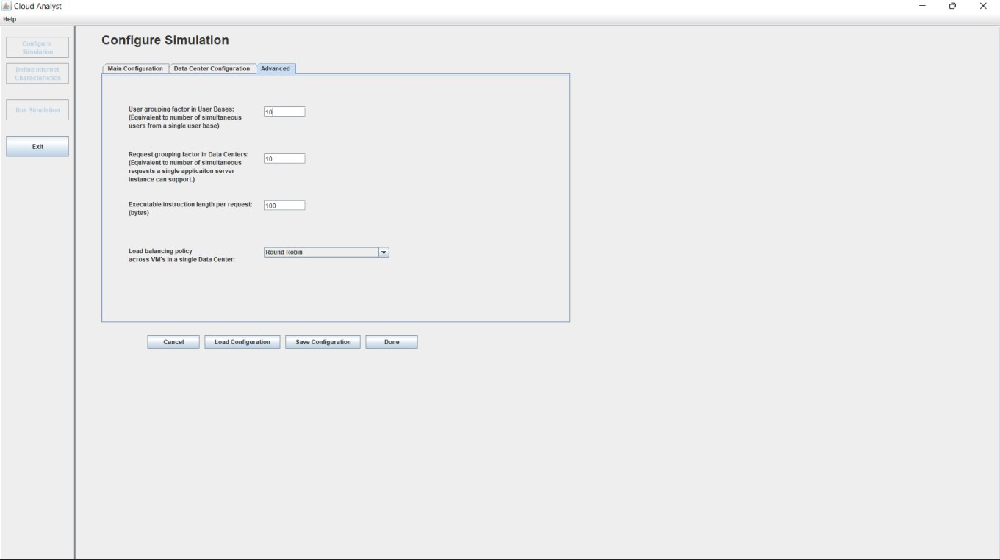 Cloud Analyst
Help
Configure
Simulation
Define Internet
Characteristics
Run Simulation
Exit
Configure Simulation
Main Configuration
Data Center Configuration
Advanced
User grouping factor in User Bases:
(Equivalent to number of simultaneous
users from a single user base)
10
Request grouping factor in Data Centers:
(Equivalent to number of simultaneous
requests a single applicaiton server
instance can support.)
10
Executable instruction length per request:
(bytes)
100
Load balancing policy
across VM's in a single Data Center:
Round Robin
Cancel
Load Configuration
Save Configuration
Done